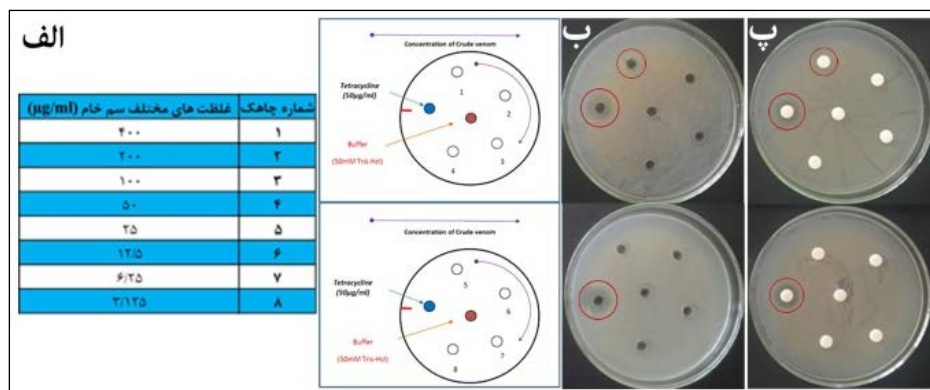 الف
شماره چاهک	غلظت های مختلف سم خام (µg/ml)
۱	۴۰۰
۲	۲۰۰
۳	۱۰۰
۴	۵۰
۵	۲۵
۶	۱۲/۵
۷	۶/۲۵
۸	۳/۱۲۵
Concentration of Crude venom
Tetracycline
(50µg/ml)
1
2
Buffer
(50mM Tris-Hcl)
4
3
Concentration of Crude venom
Tetracycline
(50µg/ml)
5
6
Buffer
(50mM Tris-Hcl)
8
7
ب
پ